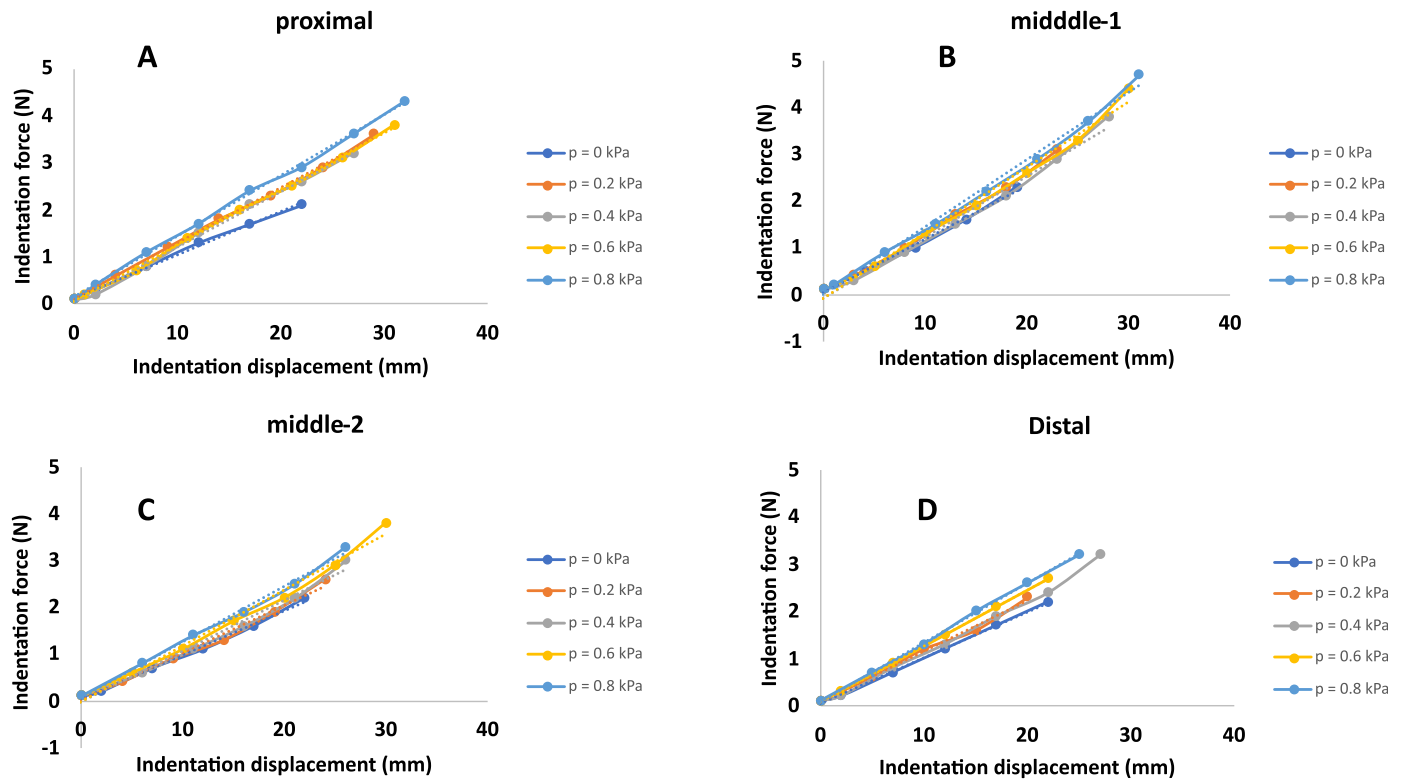 proximal
A
Indentation force (N)
5
4
3
2
1
0
0 10 20 30 40
Indentation displacement (mm)
p = 0 kPa
p = 0.2 kPa
p = 0.4 kPa
p = 0.6 kPa
p = 0.8 kPa
midddle-1
B
Indentation force (N)
5
4
3
2
1
0
-1
0 10 20 30 40
Indentation displacement (mm)
p = 0 kPa
p = 0.2 kPa
p = 0.4 kPa
p = 0.6 kPa
p = 0.8 kPa
middle-2
C
Indentation force (N)
5
4
3
2
1
0
-1
0 10 20 30 40
Indentation displacement (mm)
p = 0 kPa
p = 0.2 kPa
p = 0.4 kPa
p = 0.6 kPa
p = 0.8 kPa
Distal
D
Indentation force (N)
5
4
3
2
1
0
0 10 20 30 40
Indentation displacement (mm)
p = 0 kPa
p = 0.2 kPa
p = 0.4 kPa
p = 0.6 kPa
p = 0.8 kPa